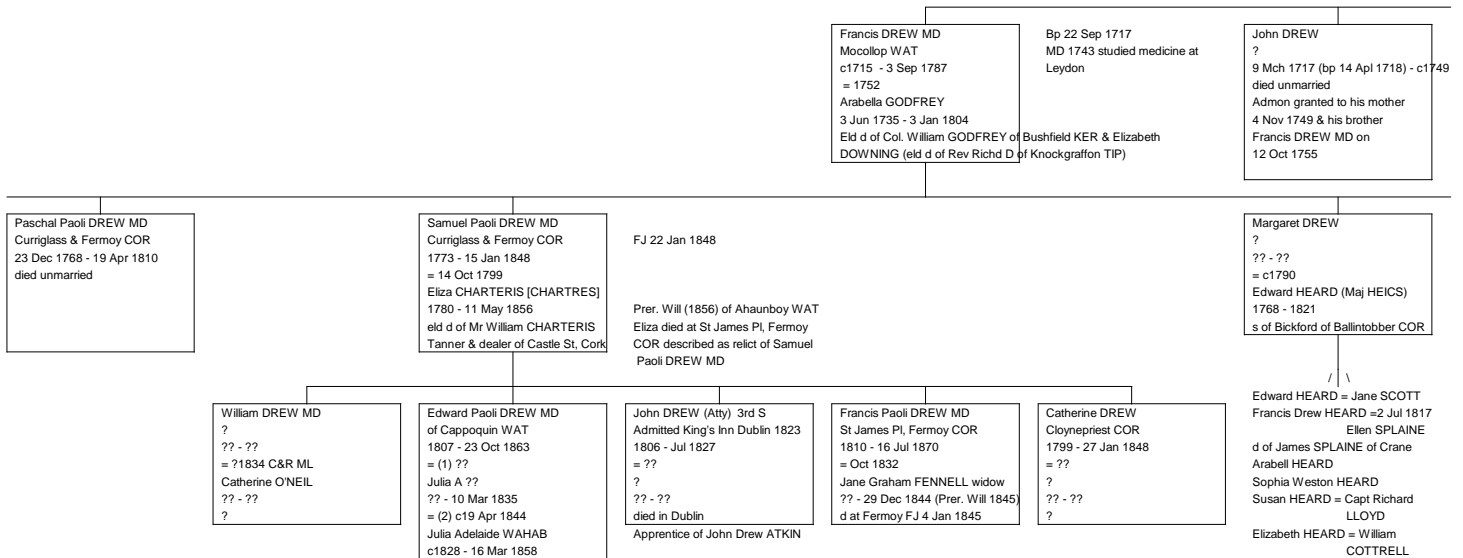 Francis DREW MD
Mocollop WAT
c1715 - 3 Sep 1787
= 1752
Arabella GODFREY
3 Jun 1735 - 3 Jan 1804
Eld d of Col. William GODFREY of Bushfield KER & Elizabeth
DOWNING (eld d of Rev Richd D of Knockgraffon TIP)
Bp 22 Sep 1717
MD 1743 studied medicine at
Leydon
John DREW
?
9 Mch 1717 (bp 14 Apl 1718) - c1749
died unmarried
Admon granted to his mother
4 Nov 1749 & his brother
Francis DREW MD on
12 Oct 1755
Paschal Paoli DREW MD
Curriglass & Fermoy COR
23 Dec 1768 - 19 Apr 1810
died unmarried
Samuel Paoli DREW MD
Curriglass & Fermoy COR
1773 - 15 Jan 1848
= 14 Oct 1799
Eliza CHARTERIS [CHARTRES]
1780 - 11 May 1856
eld d of Mr William CHARTERIS
Tanner & dealer of Castle St, Cork
FJ 22 Jan 1848
Prer. Will (1856) of Ahaunboy WAT
Eliza died at St James Pl, Fermoy
COR described as relict of Samuel
Paoli DREW MD
Margaret DREW
?
?? - ??
= c1790
Edward HEARD (Maj HEICS)
1768 - 1821
s of Bickford of Ballintobber COR
/ \
Edward HEARD = Jane SCOTT
Francis Drew HEARD =2 Jul 1817
Ellen SPLAINE
d of James SPLAINE of Crane
Arabell HEARD
Sophia Weston HEARD
Susan HEARD = Capt Richard
LLOYD
Elizabeth HEARD = William
COTTRELL
William DREW MD
?
?? - ??
= ?1834 C&R ML
Catherine O'NEIL
?? - ??
?
Edward Paoli DREW MD
of Cappoquin WAT
1807 - 23 Oct 1863
= (1) ??
Julia A ??
?? - 10 Mar 1835
= (2) c19 Apr 1844
Julia Adelaide WAHAB
c1828 - 16 Mar 1858
John DREW (Atty) 3rd S
Admitted King's Inn Dublin 1823
1806 - Jul 1827
= ??
?
?? - ??
died in Dublin
Apprentice of John Drew ATKIN
Francis Paoli DREW MD
St James Pl, Fermoy COR
1810 - 16 Jul 1870
= Oct 1832
Jane Graham FENNELL widow
?? - 29 Dec 1844 (Prer. Will 1845)
d at Fermoy FJ 4 Jan 1845
Catherine DREW
Cloynepriest COR
1799 - 27 Jan 1848
= ??
?
?? - ??
?